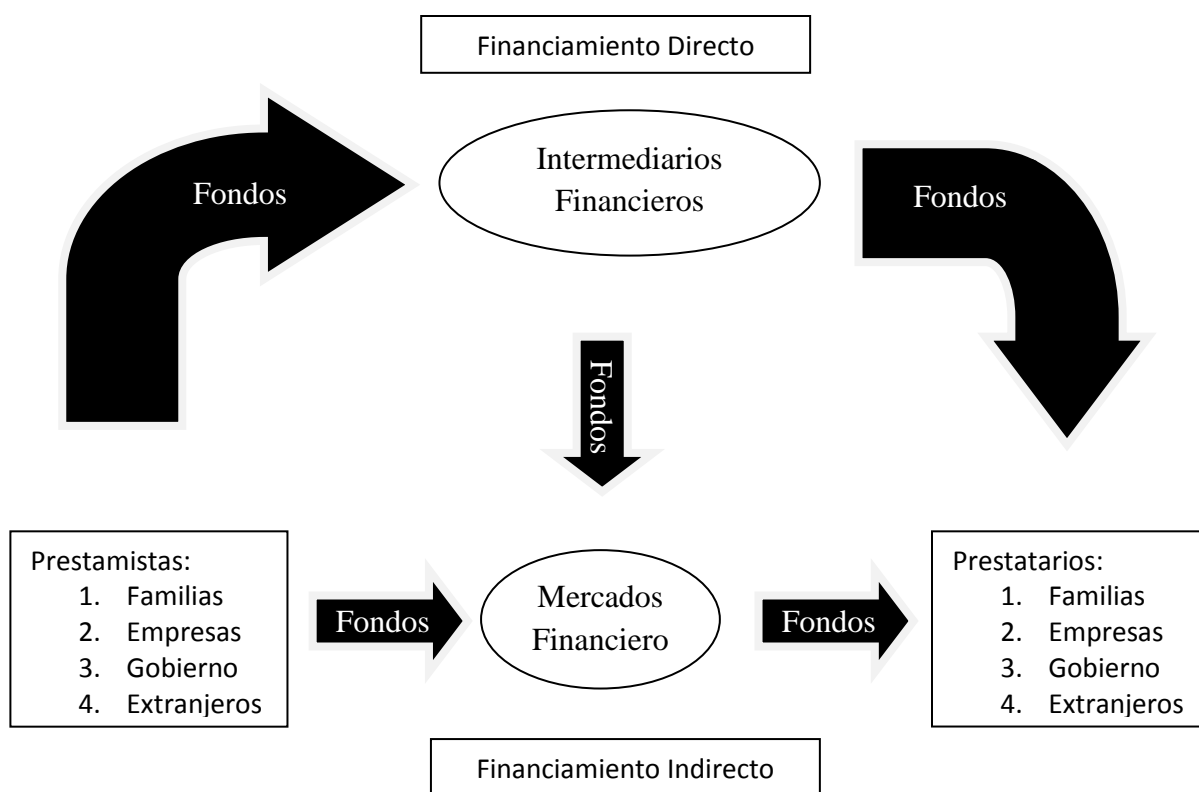 Financiamiento Directo
Intermediarios
Financieros
Fondos
Fondos
Fondos
Prestamistas:
1. Familias
2. Empresas
3. Gobierno
4. Extranjeros
Fondos
Mercados
Financiero
Fondos
Prestatarios:
1. Familias
2. Empresas
3. Gobierno
4. Extranjeros
Financiamiento Indirecto